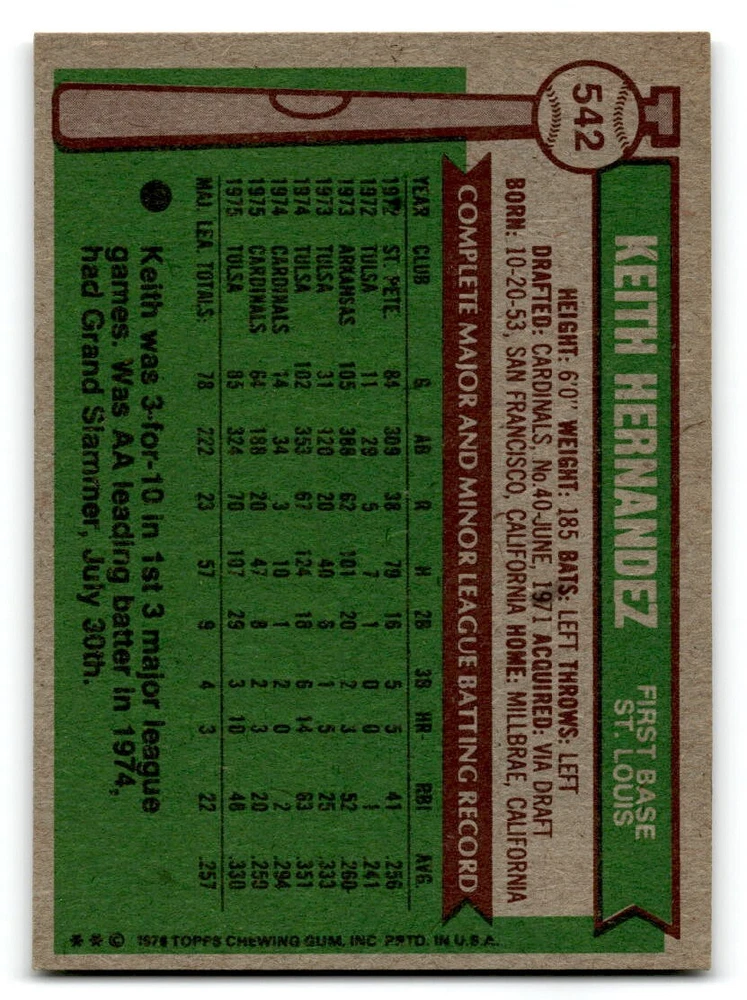 542
KEITH HERNANDEZ
FIRST BASE
ST. LOUIS
HEIGHT: 6'0" WEIGHT: 185 BATS: LEFT THROWS: LEFT
DRAFTED: CARDINALS, No. 40-JUNE, 1971 ACQUIRED: VIA DRAFT
BORN: 10-20-53, SAN FRANCISCO, CALIFORNIA HOME: MILLBRAE, CALIFORNIA
COMPLETE MAJOR AND MINOR LEAGUE BATTING RECORD
YEAR CLUB G AB R H 2B 3B HR RBI AVG.
1972 ST. PETE 84 309 38 79 16 5 5 41 .256
1972 TULSA 11 29 5 7 1 0 0 1 .241
1973 ARKANSAS 105 388 62 101 20 2 3 52 .260
1973 TULSA 31 120 20 40 8 1 5 25 .333
1974 TULSA 102 353 67 124 18 6 14 63 .351
1974 CARDINALS 14 34 3 10 1 2 0 2 .294
1975 CARDINALS 64 188 20 47 8 2 3 20 .250
1975 TULSA 85 324 70 107 29 3 10 48 .330
MAJ. LEA. TOTALS: 78 222 23 57 9 4 3 22 .257
Keith was 3-for-10 in 1st 3 major league
games. Was AA leading batter in 1974,
had Grand Slammer, July 30th.
** © 1976 TOPPS CHEWING GUM, INC. PRTD. IN U.S.A.